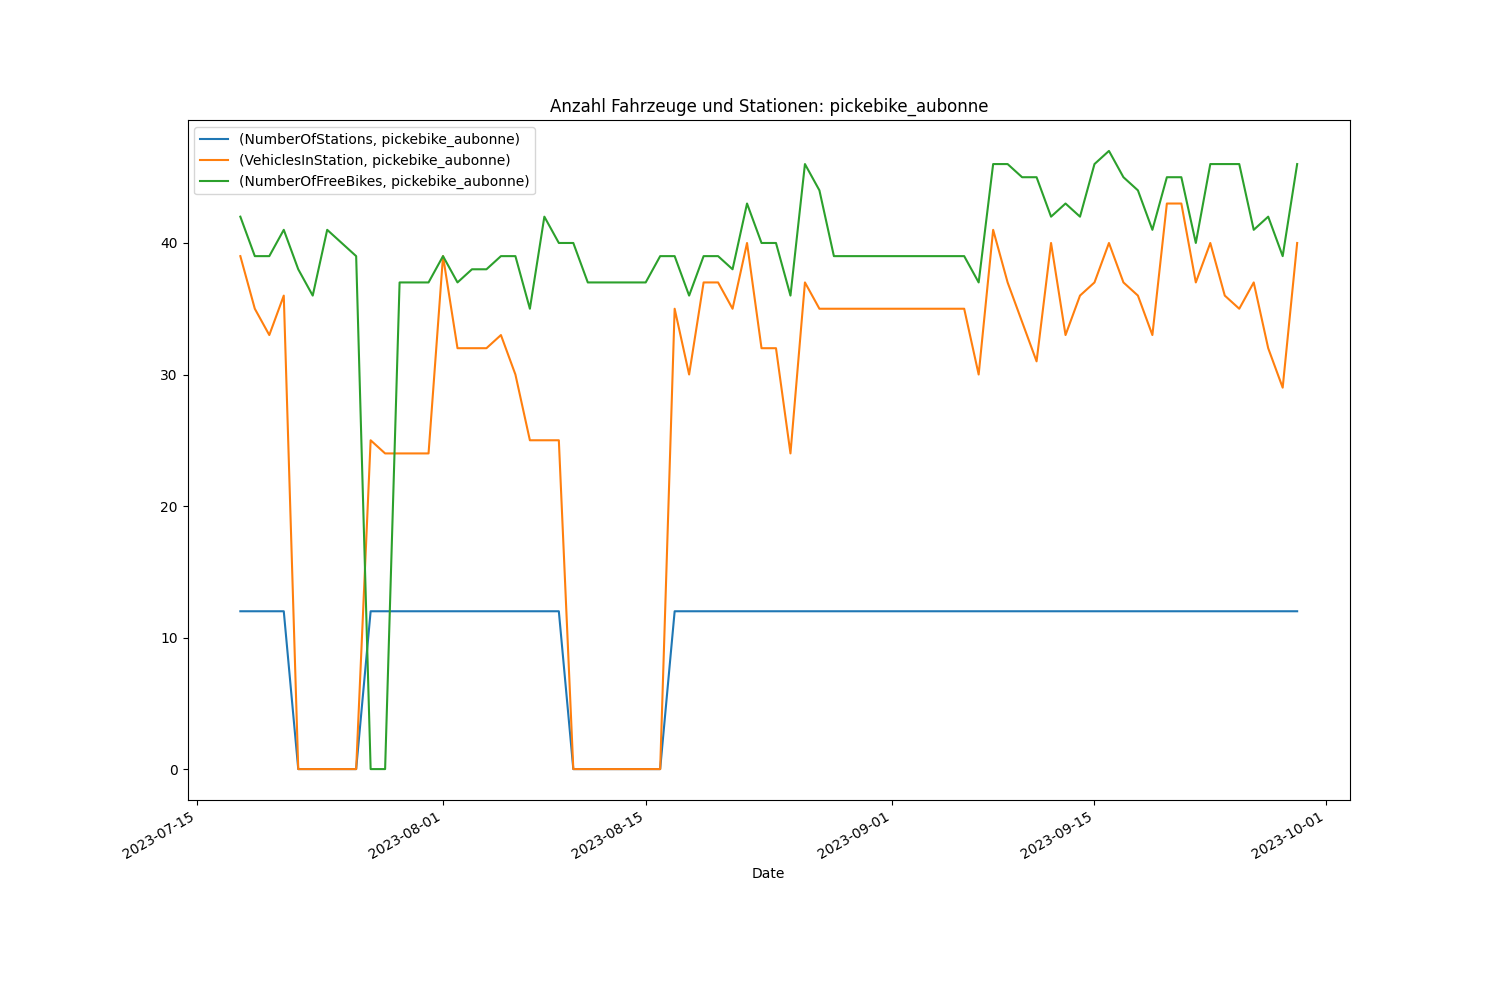 Anzahl Fahrzeuge und Stationen: pickebike_aubonne
(NumberOfStations, pickebike_aubonne)
(VehiclesInStation, pickebike_aubonne)
(NumberOfFreeBikes, pickebike_aubonne)
40
30
20
10
0
2023-07-15
2023-08-01
2023-08-15
2023-09-01
2023-09-15
2023-10-01
Date